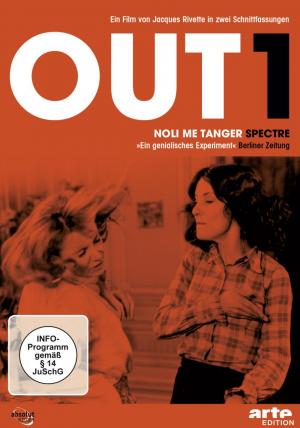 Ein Film von Jacques Rivette in zwei Schnittfassungen
OUT 1
NOLI ME TANGER SPECTRE
»Ein genialisches Experiment« Berliner Zeitung
INFO-
Programm
gemäß
§ 14
JuSchG
absolut
arte
EDITION